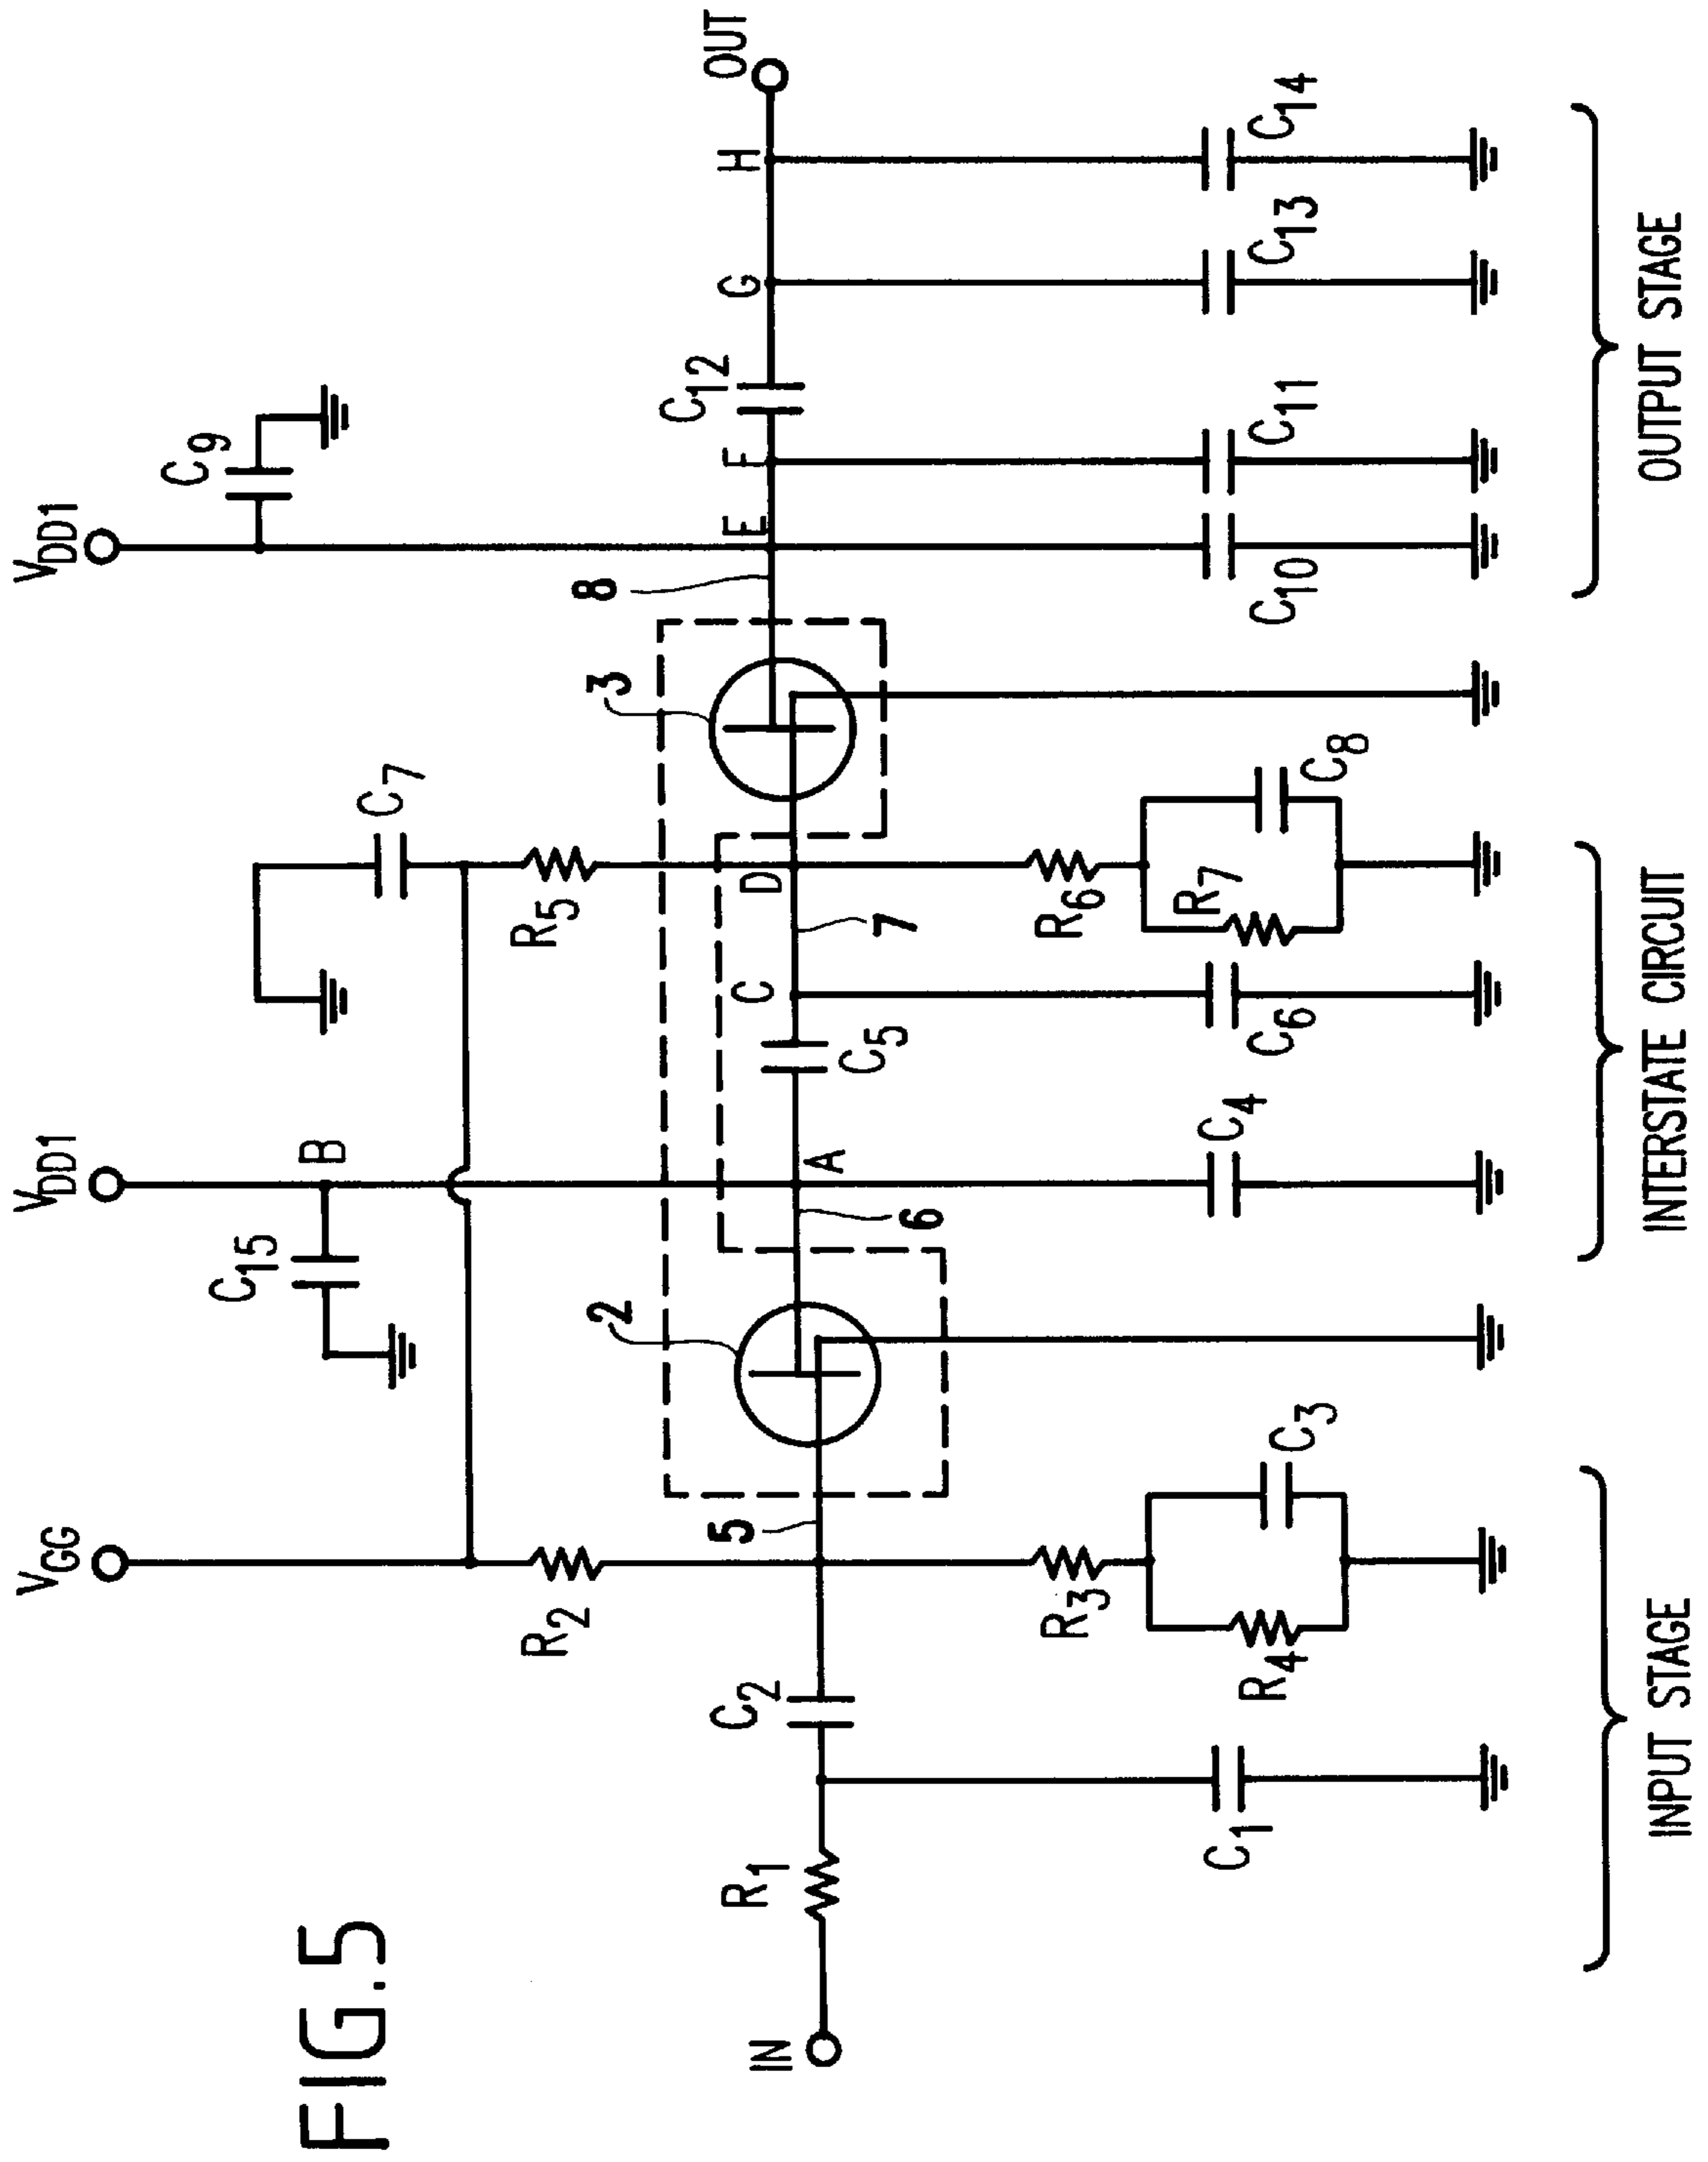 FIG.5
VGG
VDD1
VDD1
C15
B
C7
C9
R2
R5
2
3
8
IN
R1
C2
5
6
A
C5
C
7
D
E
F
C12
G
H
OUT
C1
R3
R4
C3
C4
C6
R6
R7
C8
C10
C11
C13
C14
INPUT STAGE
INTERSTATE CIRCUIT
OUTPUT STAGE